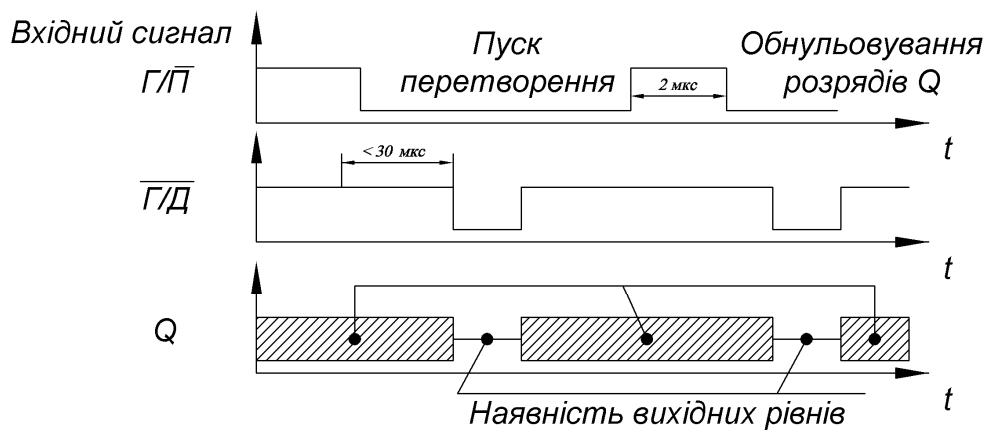 Вхідний сигнал
Пуск
перетворення
Обнульовування
розрядів Q
Г/П̅
2 мкс
t
< 30 мкс
Г̅/̅Д̅
t
Q
Наявність вихідних рівнів
t